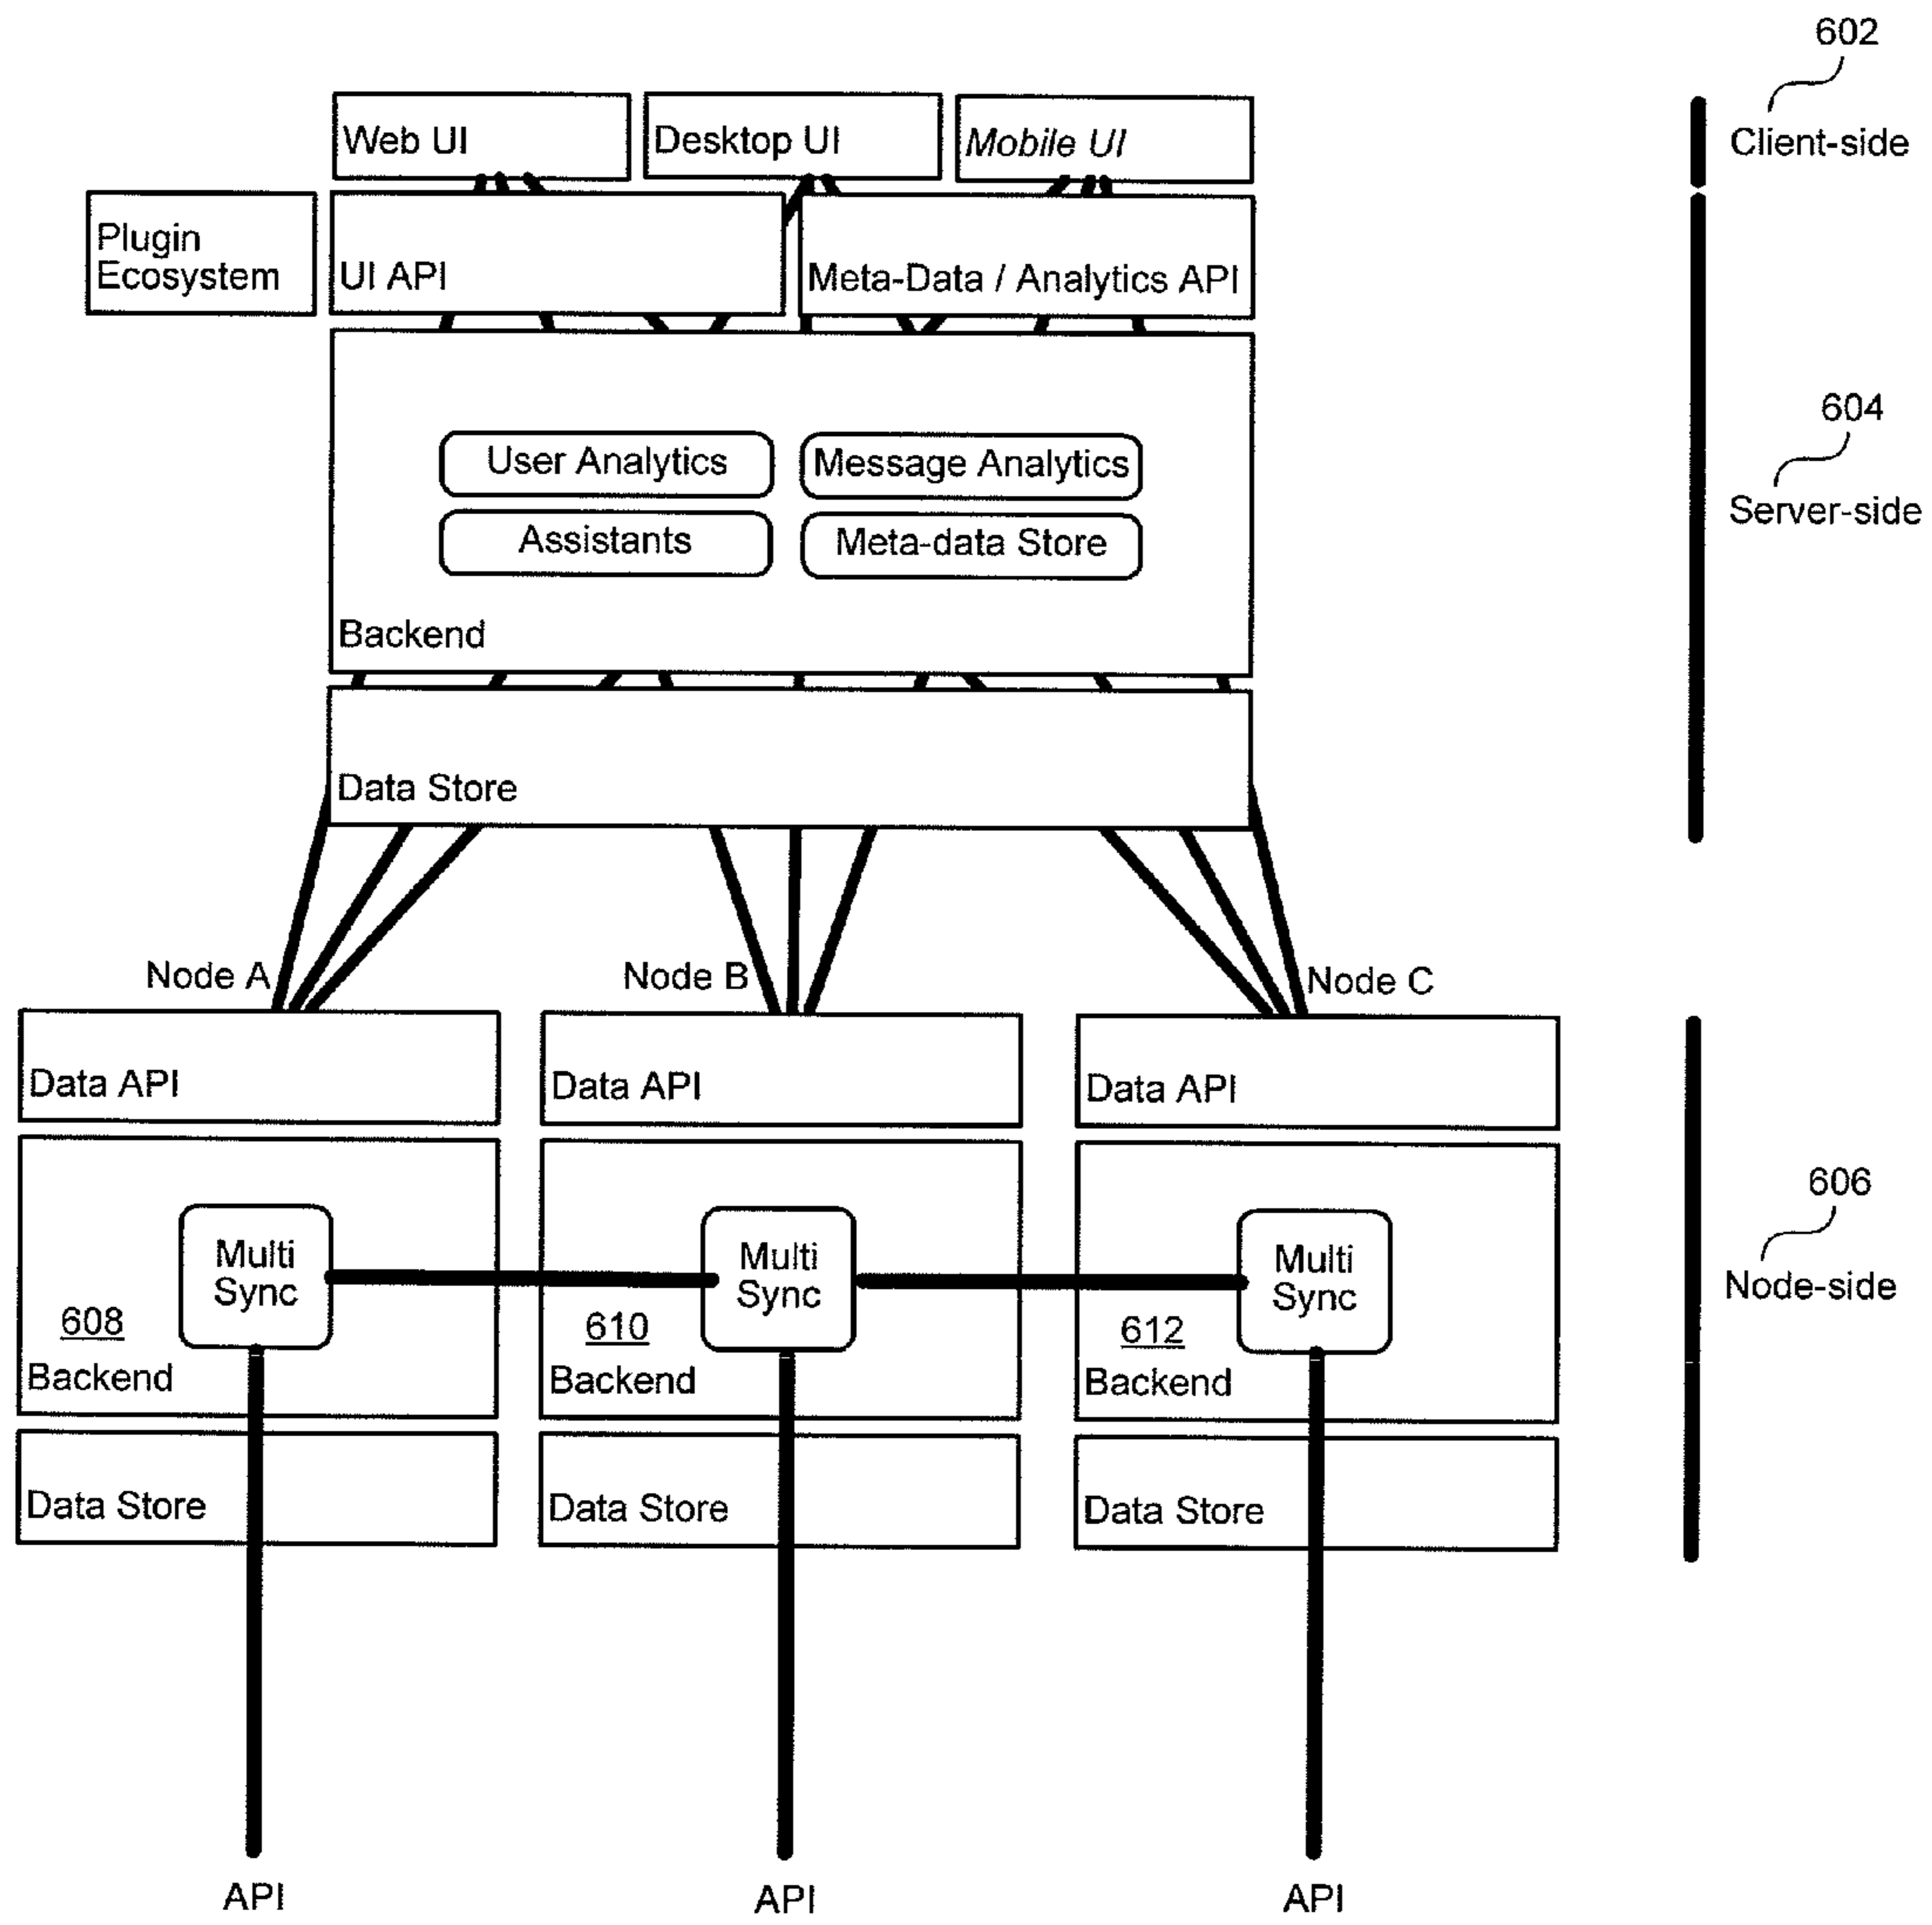 602
Web UI
Desktop UI
Mobile UI
Client-side
Plugin
Ecosystem
UI API
Meta-Data / Analytics API
604
User Analytics
Message Analytics
Server-side
Assistants
Meta-data Store
Backend
Data Store
Node A
Node B
Node C
Data API
Data API
Data API
606
Multi
Sync
Multi
Sync
Multi
Sync
Node-side
608
610
612
Backend
Backend
Backend
Data Store
Data Store
Data Store
API
API
API